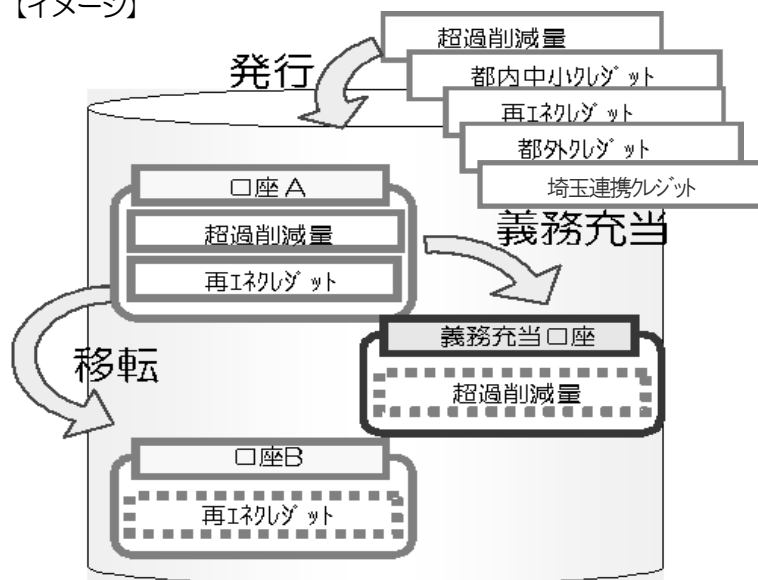 【イメージ】
超過削減量
発行
都内中小ｸﾚｼﾞｯﾄ
再ｴﾈｸﾚｼﾞｯﾄ
都外ｸﾚｼﾞｯﾄ
埼玉連携ｸﾚｼﾞｯﾄ
口座A
義務充当
超過削減量
再ｴﾈｸﾚｼﾞｯﾄ
義務充当口座
移転
超過削減量
口座B
再ｴﾈｸﾚｼﾞｯﾄ